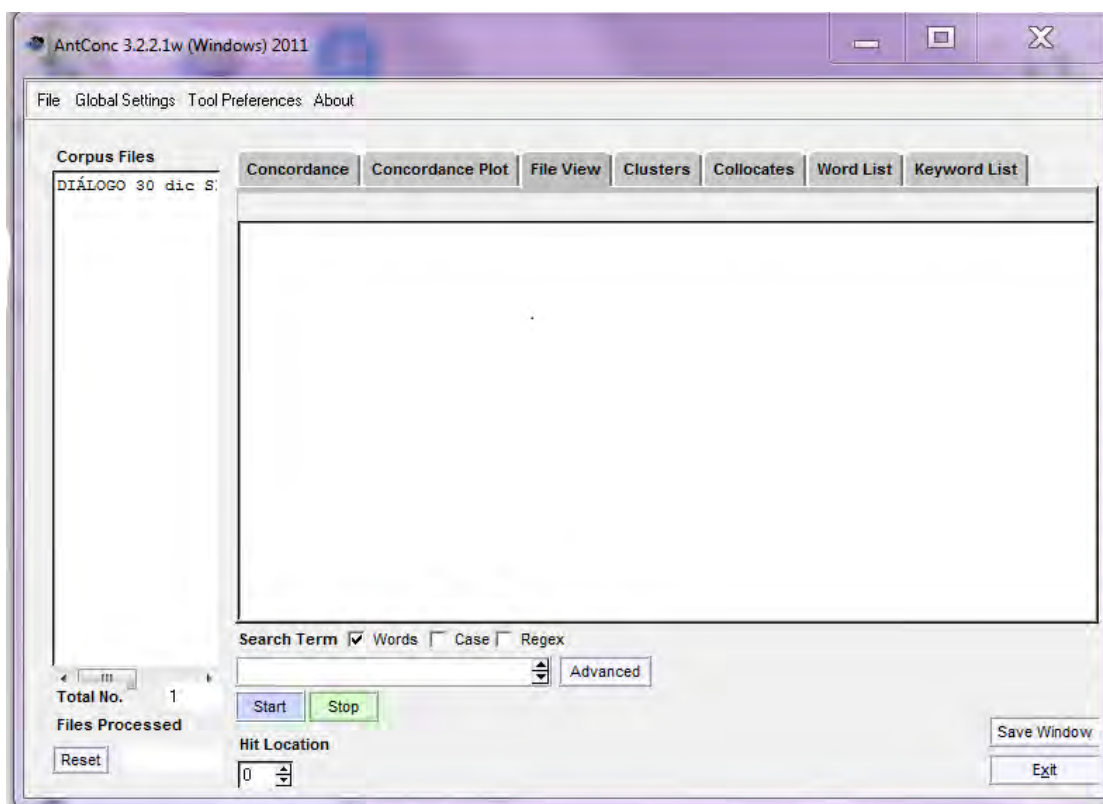 AntConc 3.2.2.1w (Windows) 2011
File Global Settings Tool Preferences About
Corpus Files
DIÁLOGO 30 dic
Concordance Concordance Plot File View Clusters Collocates Word List Keyword List
Search Term Words Case Regex
Advanced
Total No. 1
Start Stop
Files Processed
Hit Location
Save Window
Reset
0
Exit